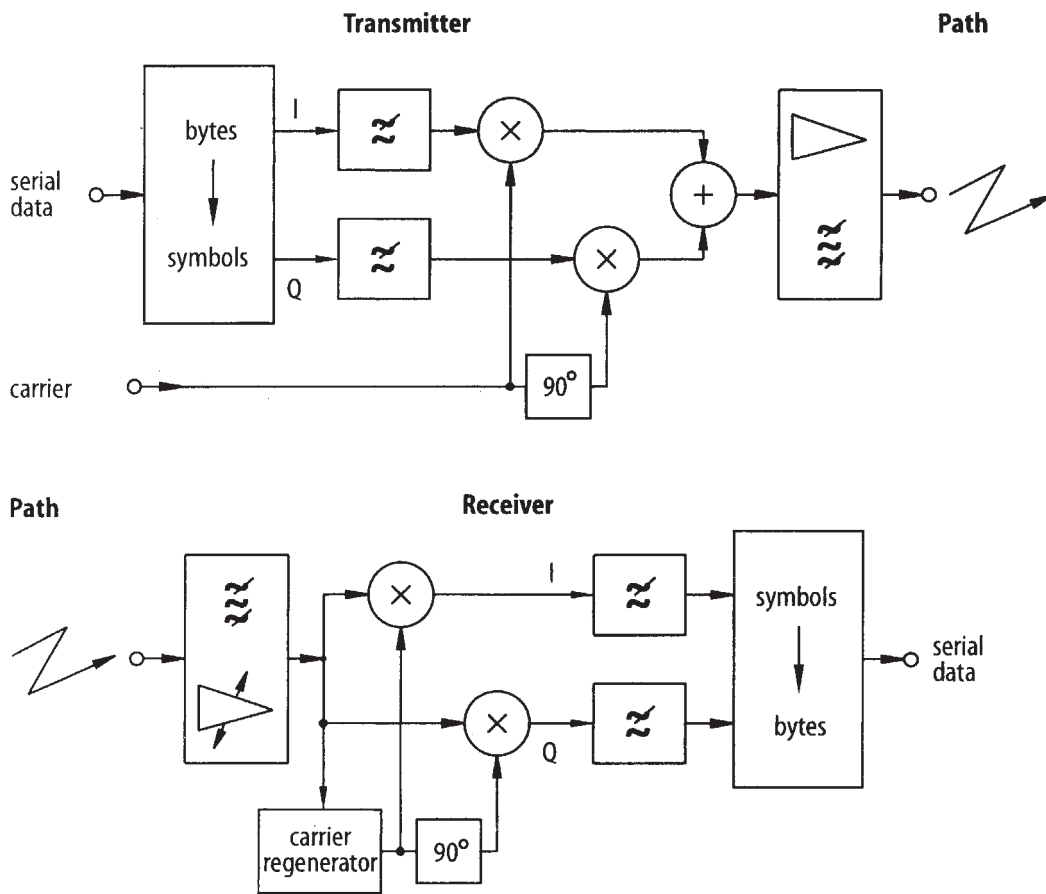 Transmitter
Path
bytes
I
×
serial
data
+
symbols
Q
×
carrier
90°
Path
Receiver
×
I
symbols
serial
data
×
Q
bytes
carrier
regenerator
90°